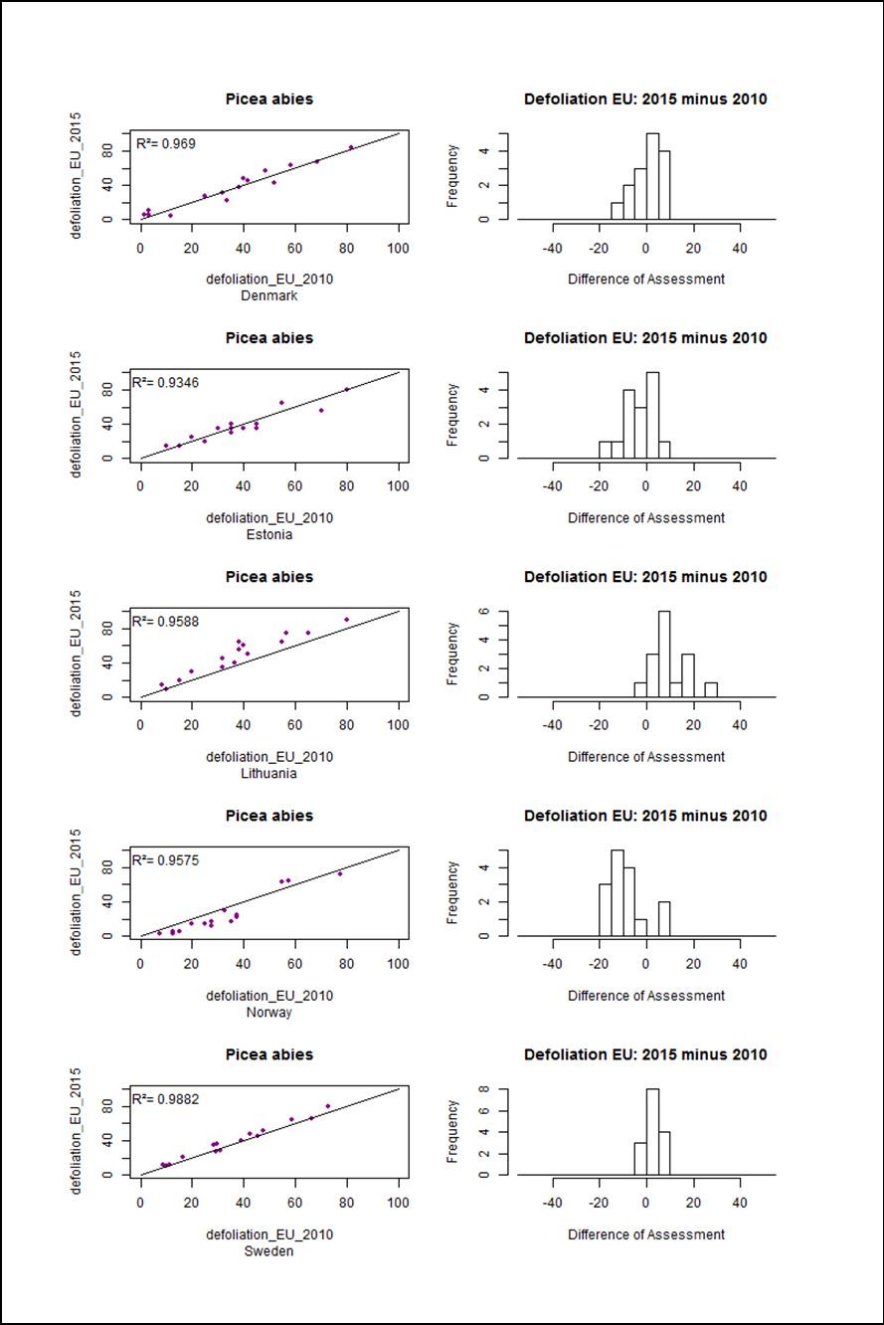 Picea abies
Defoliation EU: 2015 minus 2010
R²= 0.969
defoliation_EU_2015
0 40 80
0 20 40 60 80 100
defoliation_EU_2010
Denmark
Frequency
0 2 4
-40 -20 0 20 40
Difference of Assessment
Picea abies
Defoliation EU: 2015 minus 2010
R²= 0.9346
defoliation_EU_2015
0 40 80
0 20 40 60 80 100
defoliation_EU_2010
Estonia
Frequency
0 2 4
-40 -20 0 20 40
Difference of Assessment
Picea abies
Defoliation EU: 2015 minus 2010
R²= 0.9588
defoliation_EU_2015
0 40 80
0 20 40 60 80 100
defoliation_EU_2010
Lithuania
Frequency
0 2 4 6
-40 -20 0 20 40
Difference of Assessment
Picea abies
Defoliation EU: 2015 minus 2010
R²= 0.9575
defoliation_EU_2015
0 40 80
0 20 40 60 80 100
defoliation_EU_2010
Norway
Frequency
0 2 4
-40 -20 0 20 40
Difference of Assessment
Picea abies
Defoliation EU: 2015 minus 2010
R²= 0.9882
defoliation_EU_2015
0 40 80
0 20 40 60 80 100
defoliation_EU_2010
Sweden
Frequency
0 2 4 6 8
-40 -20 0 20 40
Difference of Assessment